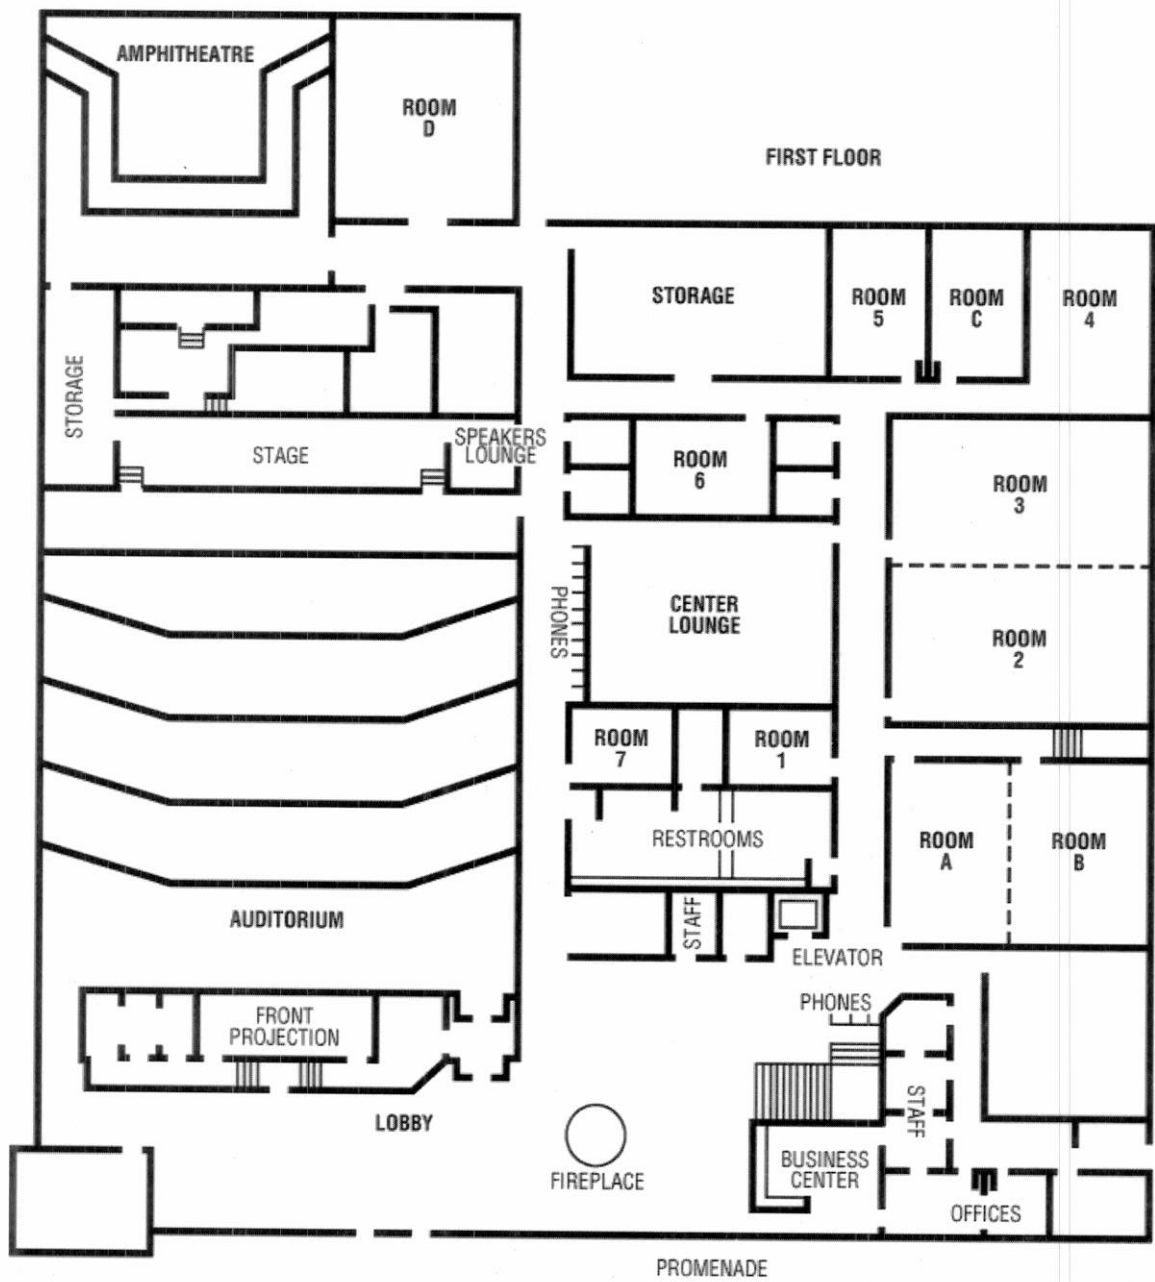 AMPHITHEATRE
ROOM
D
FIRST FLOOR
STORAGE
ROOM
5
ROOM
C
ROOM
4
STORAGE
STAGE
SPEAKERS
LOUNGE
ROOM
6
ROOM
3
PHONES
CENTER
LOUNGE
ROOM
2
ROOM
7
ROOM
1
RESTROOMS
ROOM
A
ROOM
B
AUDITORIUM
STAFF
ELEVATOR
PHONES
FRONT
PROJECTION
STAFF
LOBBY
FIREPLACE
BUSINESS
CENTER
OFFICES
PROMENADE